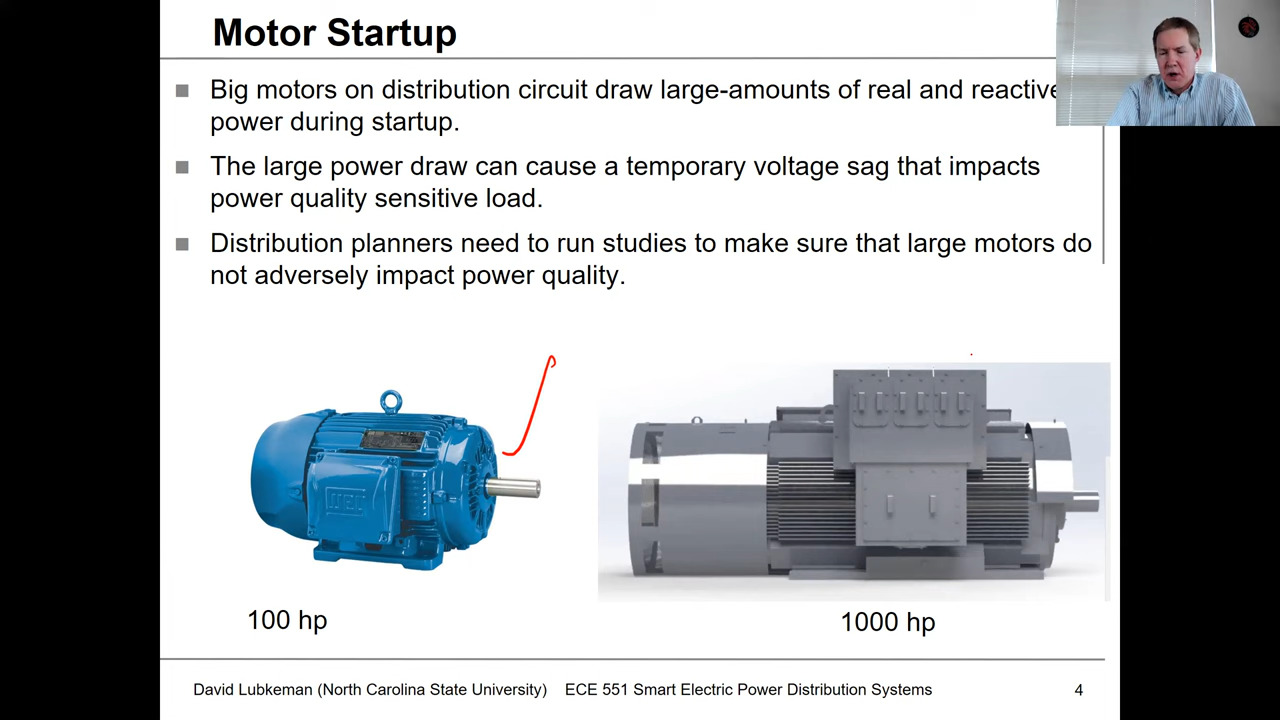 Motor Startup
Big motors on distribution circuit draw large-amounts of real and reactive
power during startup.
The large power draw can cause a temporary voltage sag that impacts
power quality sensitive load.
Distribution planners need to run studies to make sure that large motors do
not adversely impact power quality.
WEG
100 hp
1000 hp
David Lubkeman (North Carolina State University) ECE 551 Smart Electric Power Distribution Systems 4